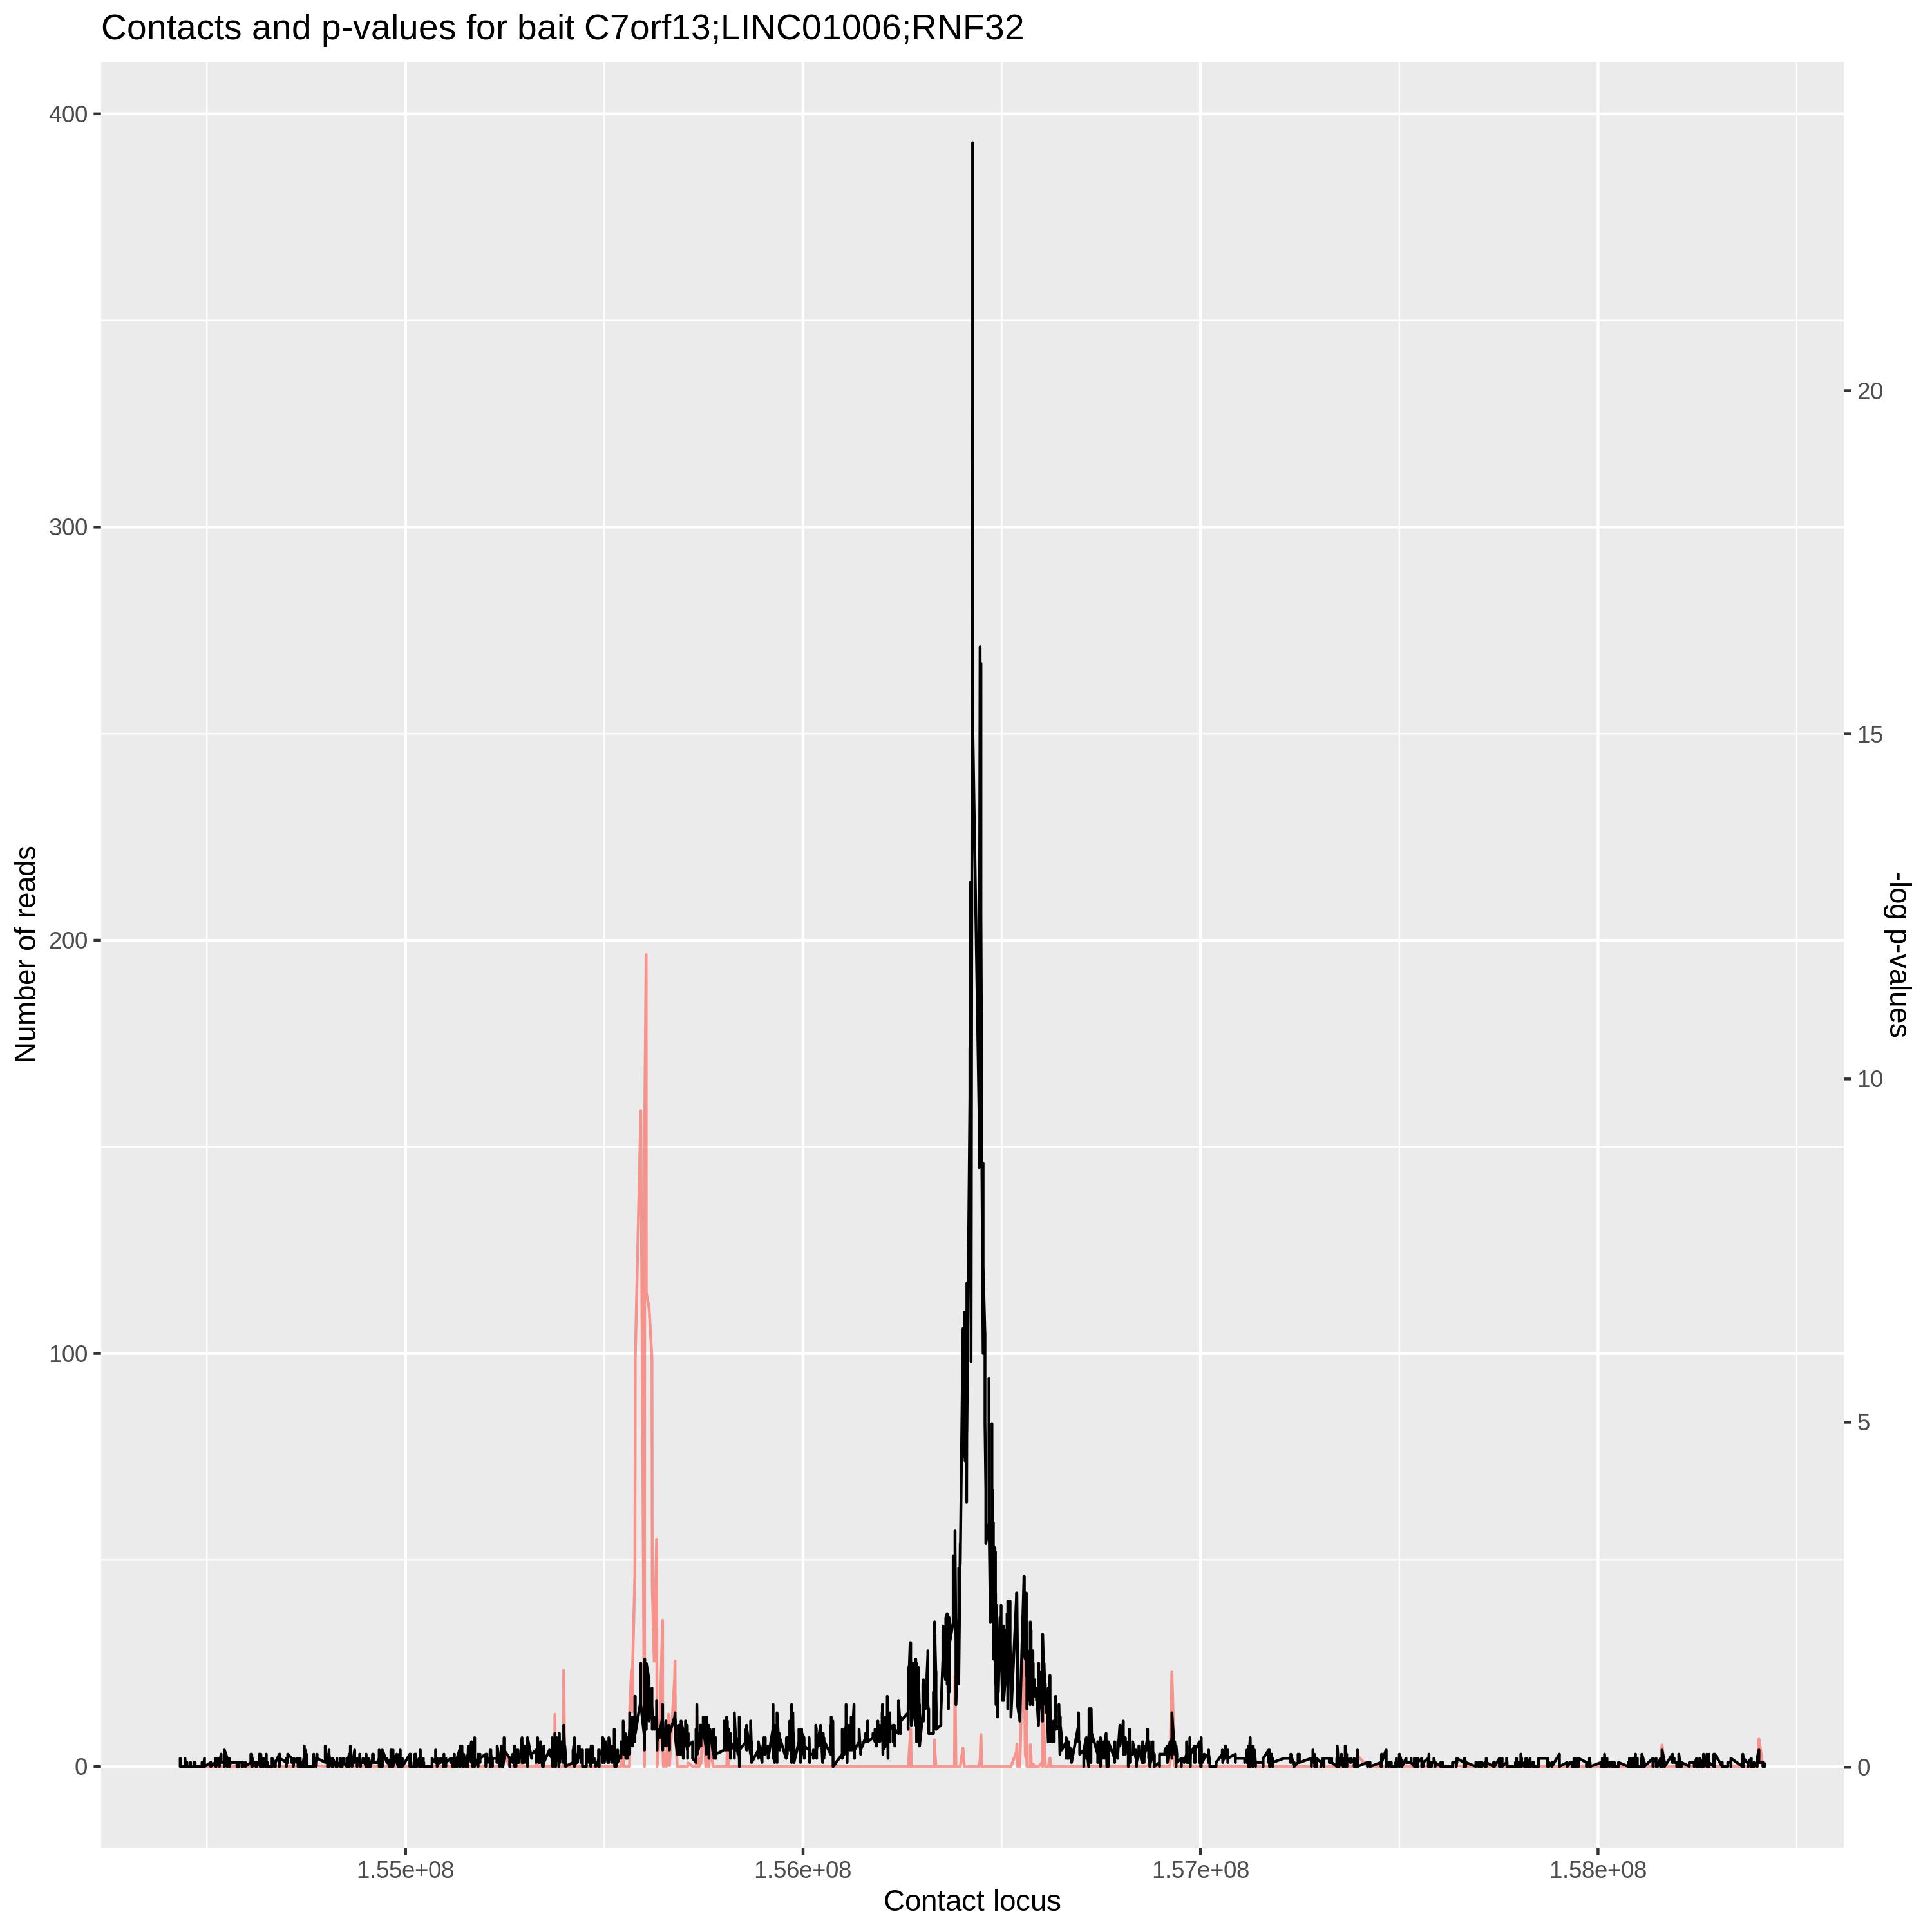 Contacts and p-values for bait C7orf13;LINC01006;RNF32
400
300
200
100
0
Number of reads
20
15
10
5
0
-log p-values
1.55e+08
1.56e+08
1.57e+08
1.58e+08
Contact locus